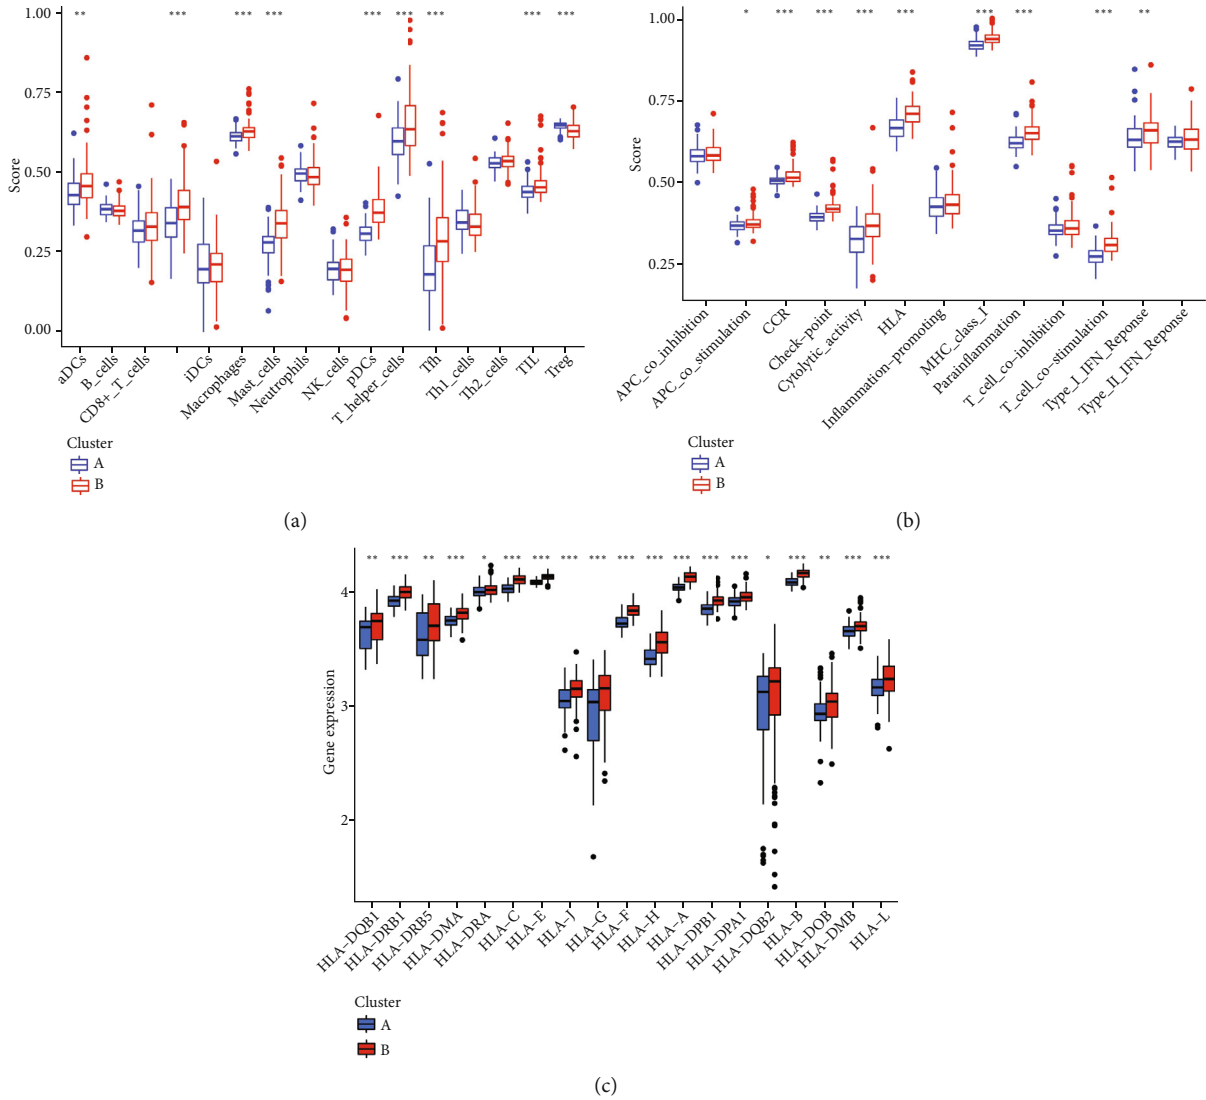 ** *** *** *** *** *** *** *** ***
1.00
0.75
0.50
0.25
0.00
Score
aDCs
B_cells
CD8+_T_cells
iDCs
Macrophages
Mast_cells
Neutrophils
NK_cells
pDCs
T_helper_cells
Tfh
Th1_cells
Th2_cells
TIL
Treg
Cluster
A
B
(a)
* *** *** *** *** *** *** *** **
1.00
0.75
0.50
0.25
Score
APC_co_inhibition
APC_co_stimulation
CCR
Check-point
Cytolytic_activity
HLA
Inflammation-promoting
MHC_class_I
Parainflammation
T_cell_co-inhibition
T_cell_co-stimulation
Type_I_IFN_Reponse
Type_II_IFN_Reponse
Cluster
A
B
(b)
** *** ** *** * *** *** *** *** *** *** *** *** *** * *** ** *** ***
4
3
2
Gene expression
HLA-DQB1
HLA-DRB1
HLA-DRB5
HLA-DMA
HLA-DRA
HLA-C
HLA-E
HLA-J
HLA-G
HLA-F
HLA-H
HLA-A
HLA-DPB1
HLA-DPA1
HLA-DQB2
HLA-B
HLA-DOB
HLA-DMB
HLA-L
Cluster
A
B
(c)